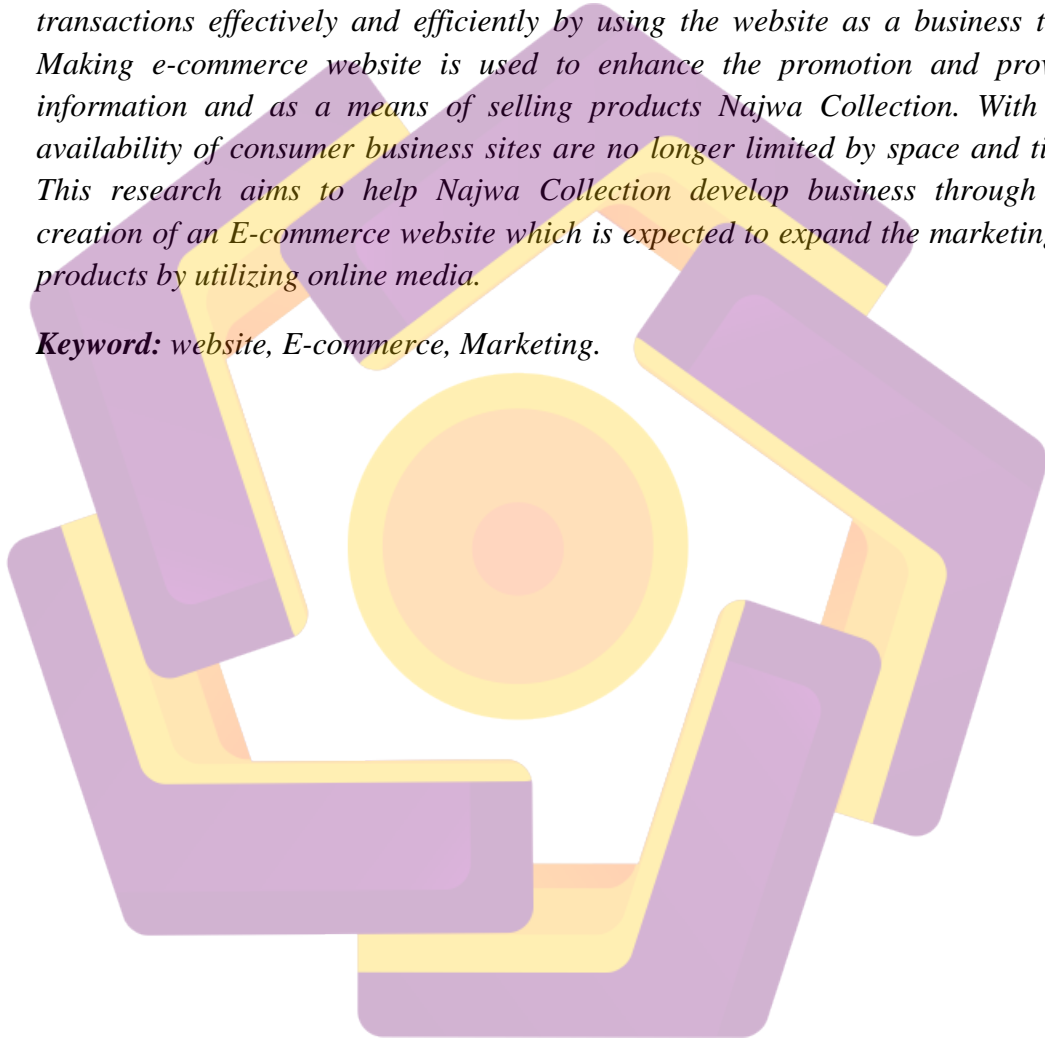 transactions effectively and efficiently by using the website as a business t
Making e-commerce website is used to enhance the promotion and prov
information and as a means of selling products Najwa Collection. With
availability of consumer business sites are no longer limited by space and ti
This research aims to help Najwa Collection develop business through
creation of an E-commerce website which is expected to expand the marketing
products by utilizing online media.
Keyword: website, E-commerce, Marketing.